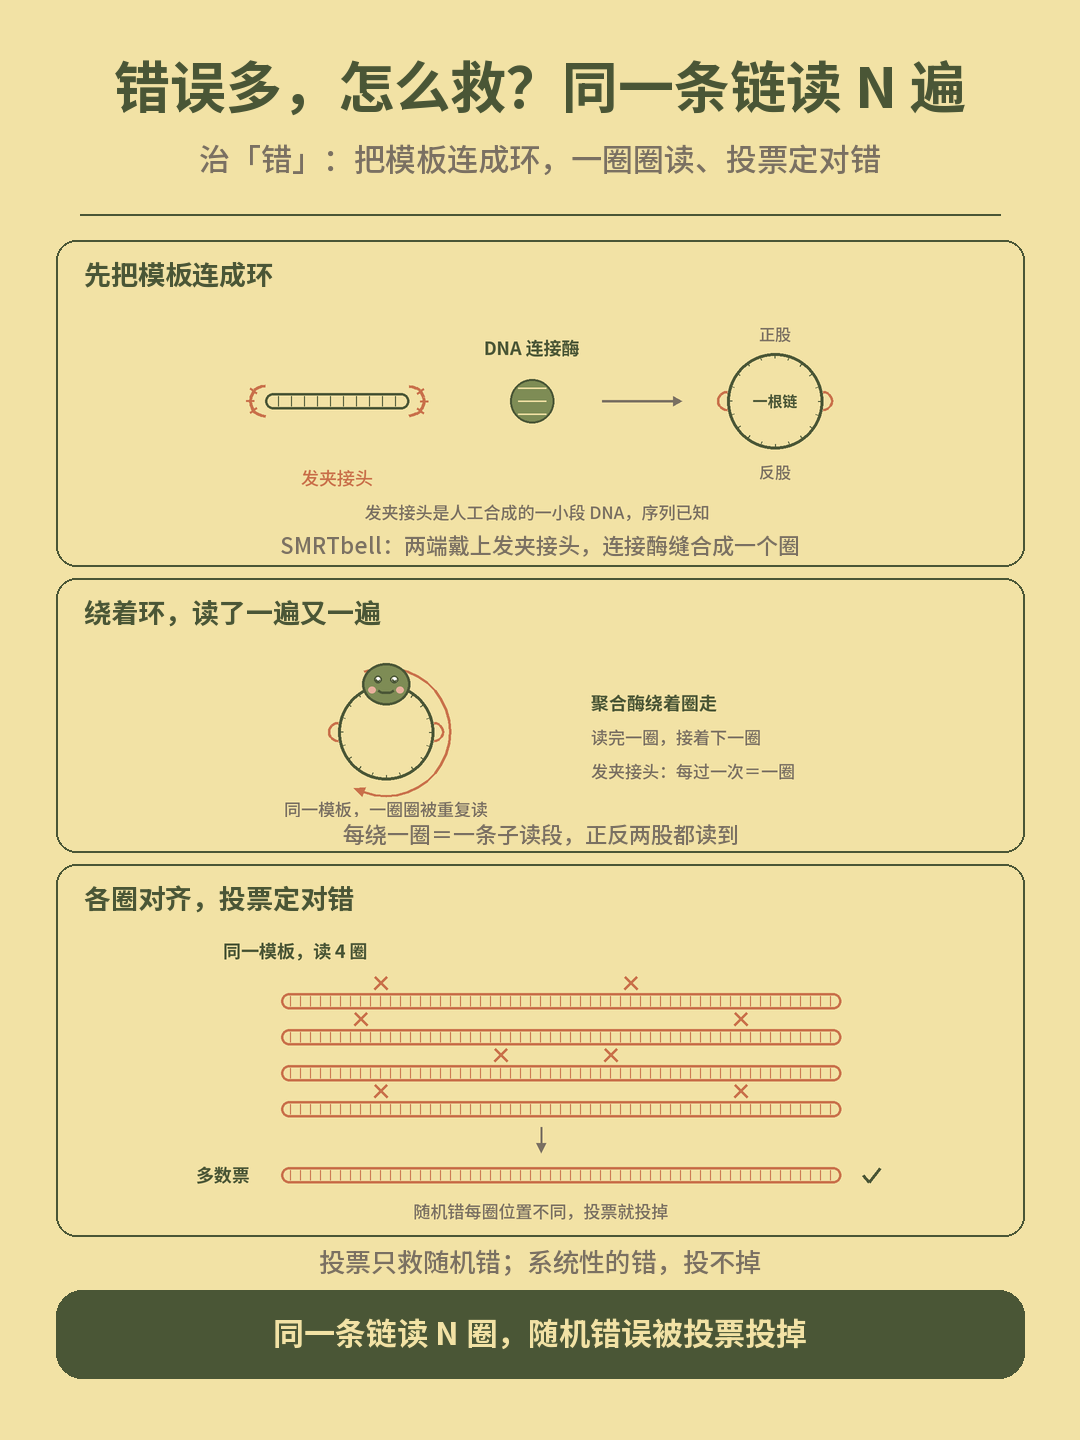 错误多，怎么救？同一条链读 N 遍
治「错」：把模板连成环，一圈圈读、投票定对错
先把模板连成环
正股
DNA 连接酶
一根链
反股
发夹接头
发夹接头是人工合成的一小段 DNA，序列已知
SMRTbell：两端戴上发夹接头，连接酶缝合成一个圈
绕着环，读了一遍又一遍
聚合酶绕着圈走
读完一圈，接着下一圈
发夹接头：每过一次＝一圈
同一模板，一圈圈被重复读
每绕一圈＝一条子读段，正反两股都读到
各圈对齐，投票定对错
同一模板，读 4 圈
多数票
随机错每圈位置不同，投票就投掉
投票只救随机错；系统性的错，投不掉
同一条链读 N 圈，随机错误被投票投掉